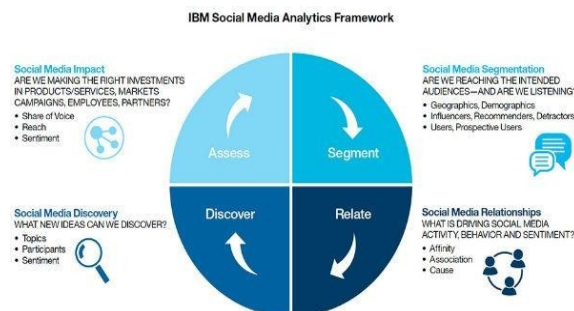 IBM Social Media Analytics Framework
Social Media Impact
ARE WE MAKING THE RIGHT INVESTMENTS
IN PRODUCTS/SERVICES, MARKETS
CAMPAIGNS, EMPLOYEES, PARTNERS?
• Share of Voice
• Reach
• Sentiment
Assess
Segment
Social Media Segmentation
ARE WE REACHING THE INTENDED
AUDIENCES—AND ARE WE LISTENING?
• Geographics, Demographics
• Influencers, Recommenders, Detractors
• Users, Prospective Users
Social Media Discovery
WHAT NEW IDEAS CAN WE DISCOVER?
• Topics
• Participants
• Sentiment
Discover
Relate
Social Media Relationships
WHAT IS DRIVING SOCIAL MEDIA
ACTIVITY, BEHAVIOR AND SENTIMENT?
• Affinity
• Association
• Cause